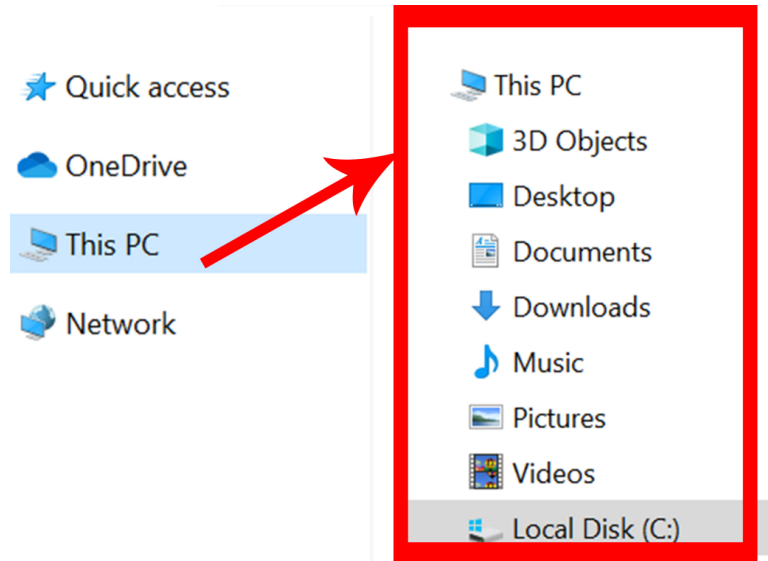 Quick access
OneDrive
This PC
Network
This PC
3D Objects
Desktop
Documents
Downloads
Music
Pictures
Videos
Local Disk (C:)